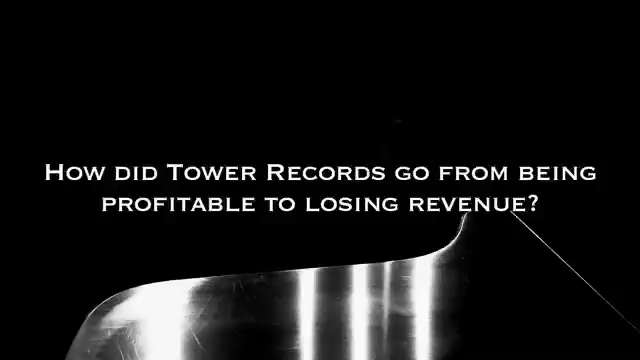 How did Tower Records go from being
profitable to losing revenue?